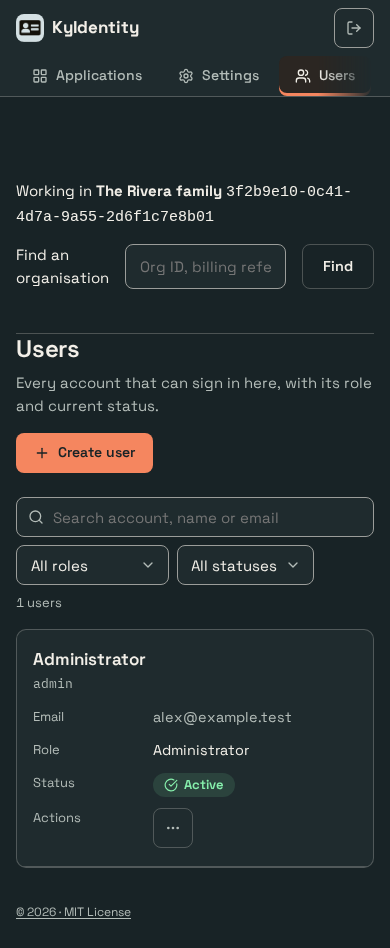 Kyldentity
Applications
Settings
Users
Working in The Rivera family 3f2b9e10-0c41-
4d7a-9a55-2d6f1c7e8b01
Find an
organisation
Org ID, billing refe
Find
Users
Every account that can sign in here, with its role
and current status.
Create user
Search account, name or email
All roles
All statuses
1 users
Administrator
admin
Email
alex@example.test
Role
Administrator
Status
Active
Actions
© 2026 · MIT License